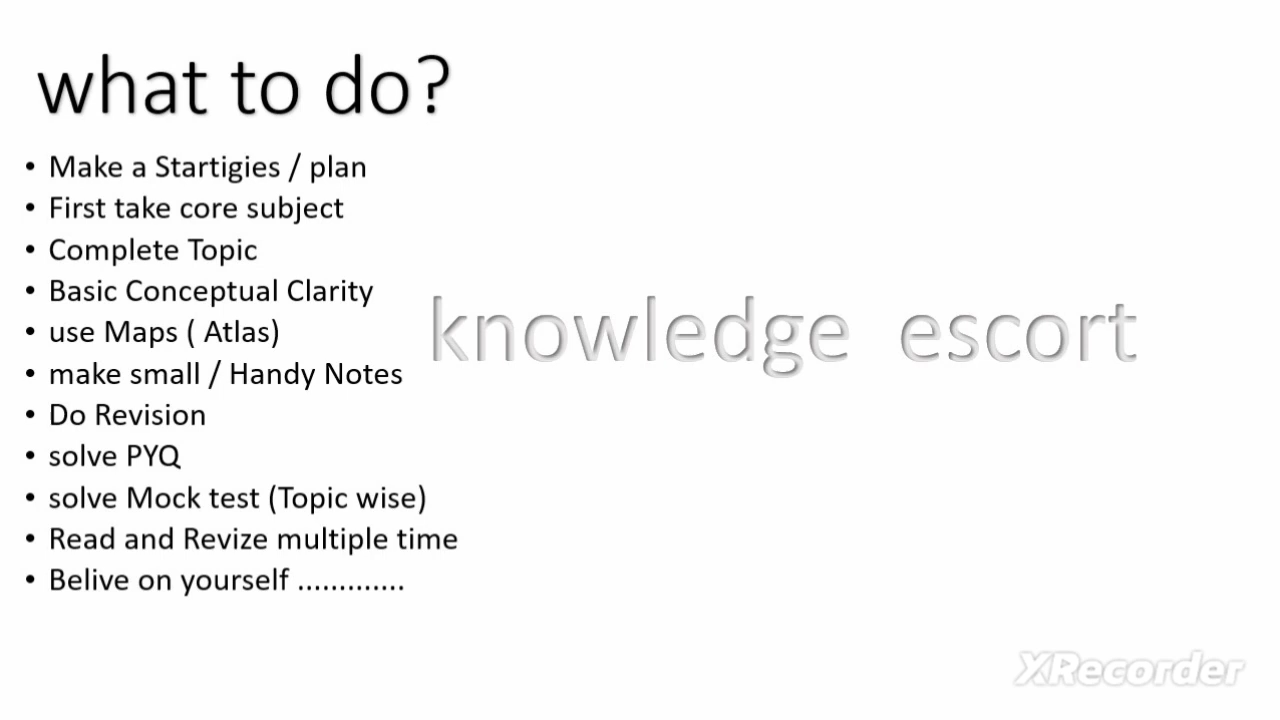 what to do?
• Make a Startigies / plan
• First take core subject
• Complete Topic
• Basic Conceptual Clarity
• use Maps ( Atlas)
• make small / Handy Notes
• Do Revision
• solve PYQ
• solve Mock test (Topic wise)
• Read and Revize multiple time
• Belive on yourself .............
knowledge escort
XRecorder